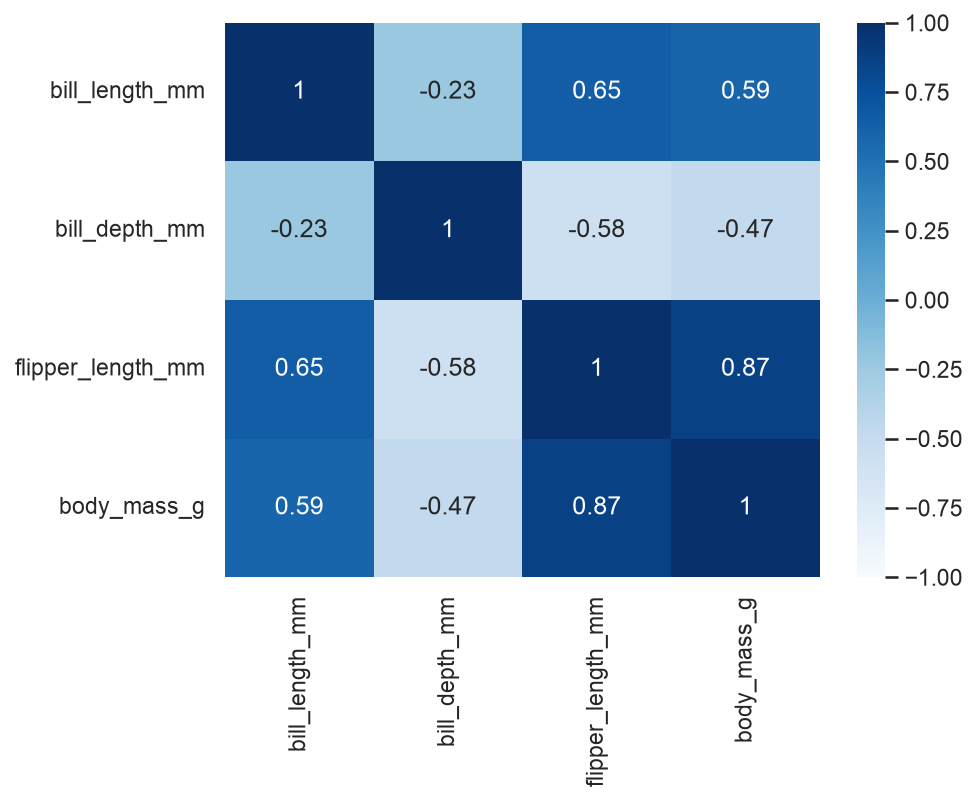 bill_length_mm 1 -0.23 0.65 0.59
bill_depth_mm -0.23 1 -0.58 -0.47
flipper_length_mm 0.65 -0.58 1 0.87
body_mass_g 0.59 -0.47 0.87 1
bill_length_mm
bill_depth_mm
flipper_length_mm
body_mass_g
1.00
0.75
0.50
0.25
0.00
−0.25
−0.50
−0.75
−1.00